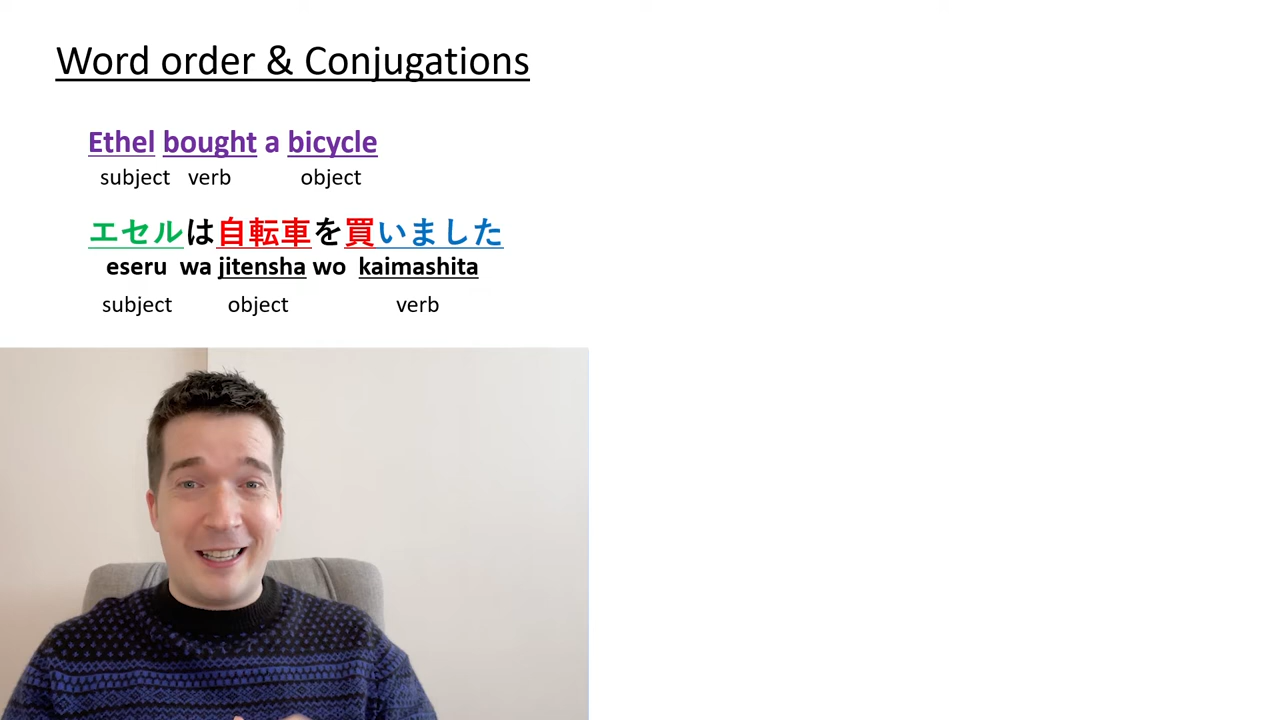 Word order & Conjugations
Ethel bought a bicycle
subject verb object
エセルは自転車を買いました
eseru wa jitensha wo kaimashita
subject object verb